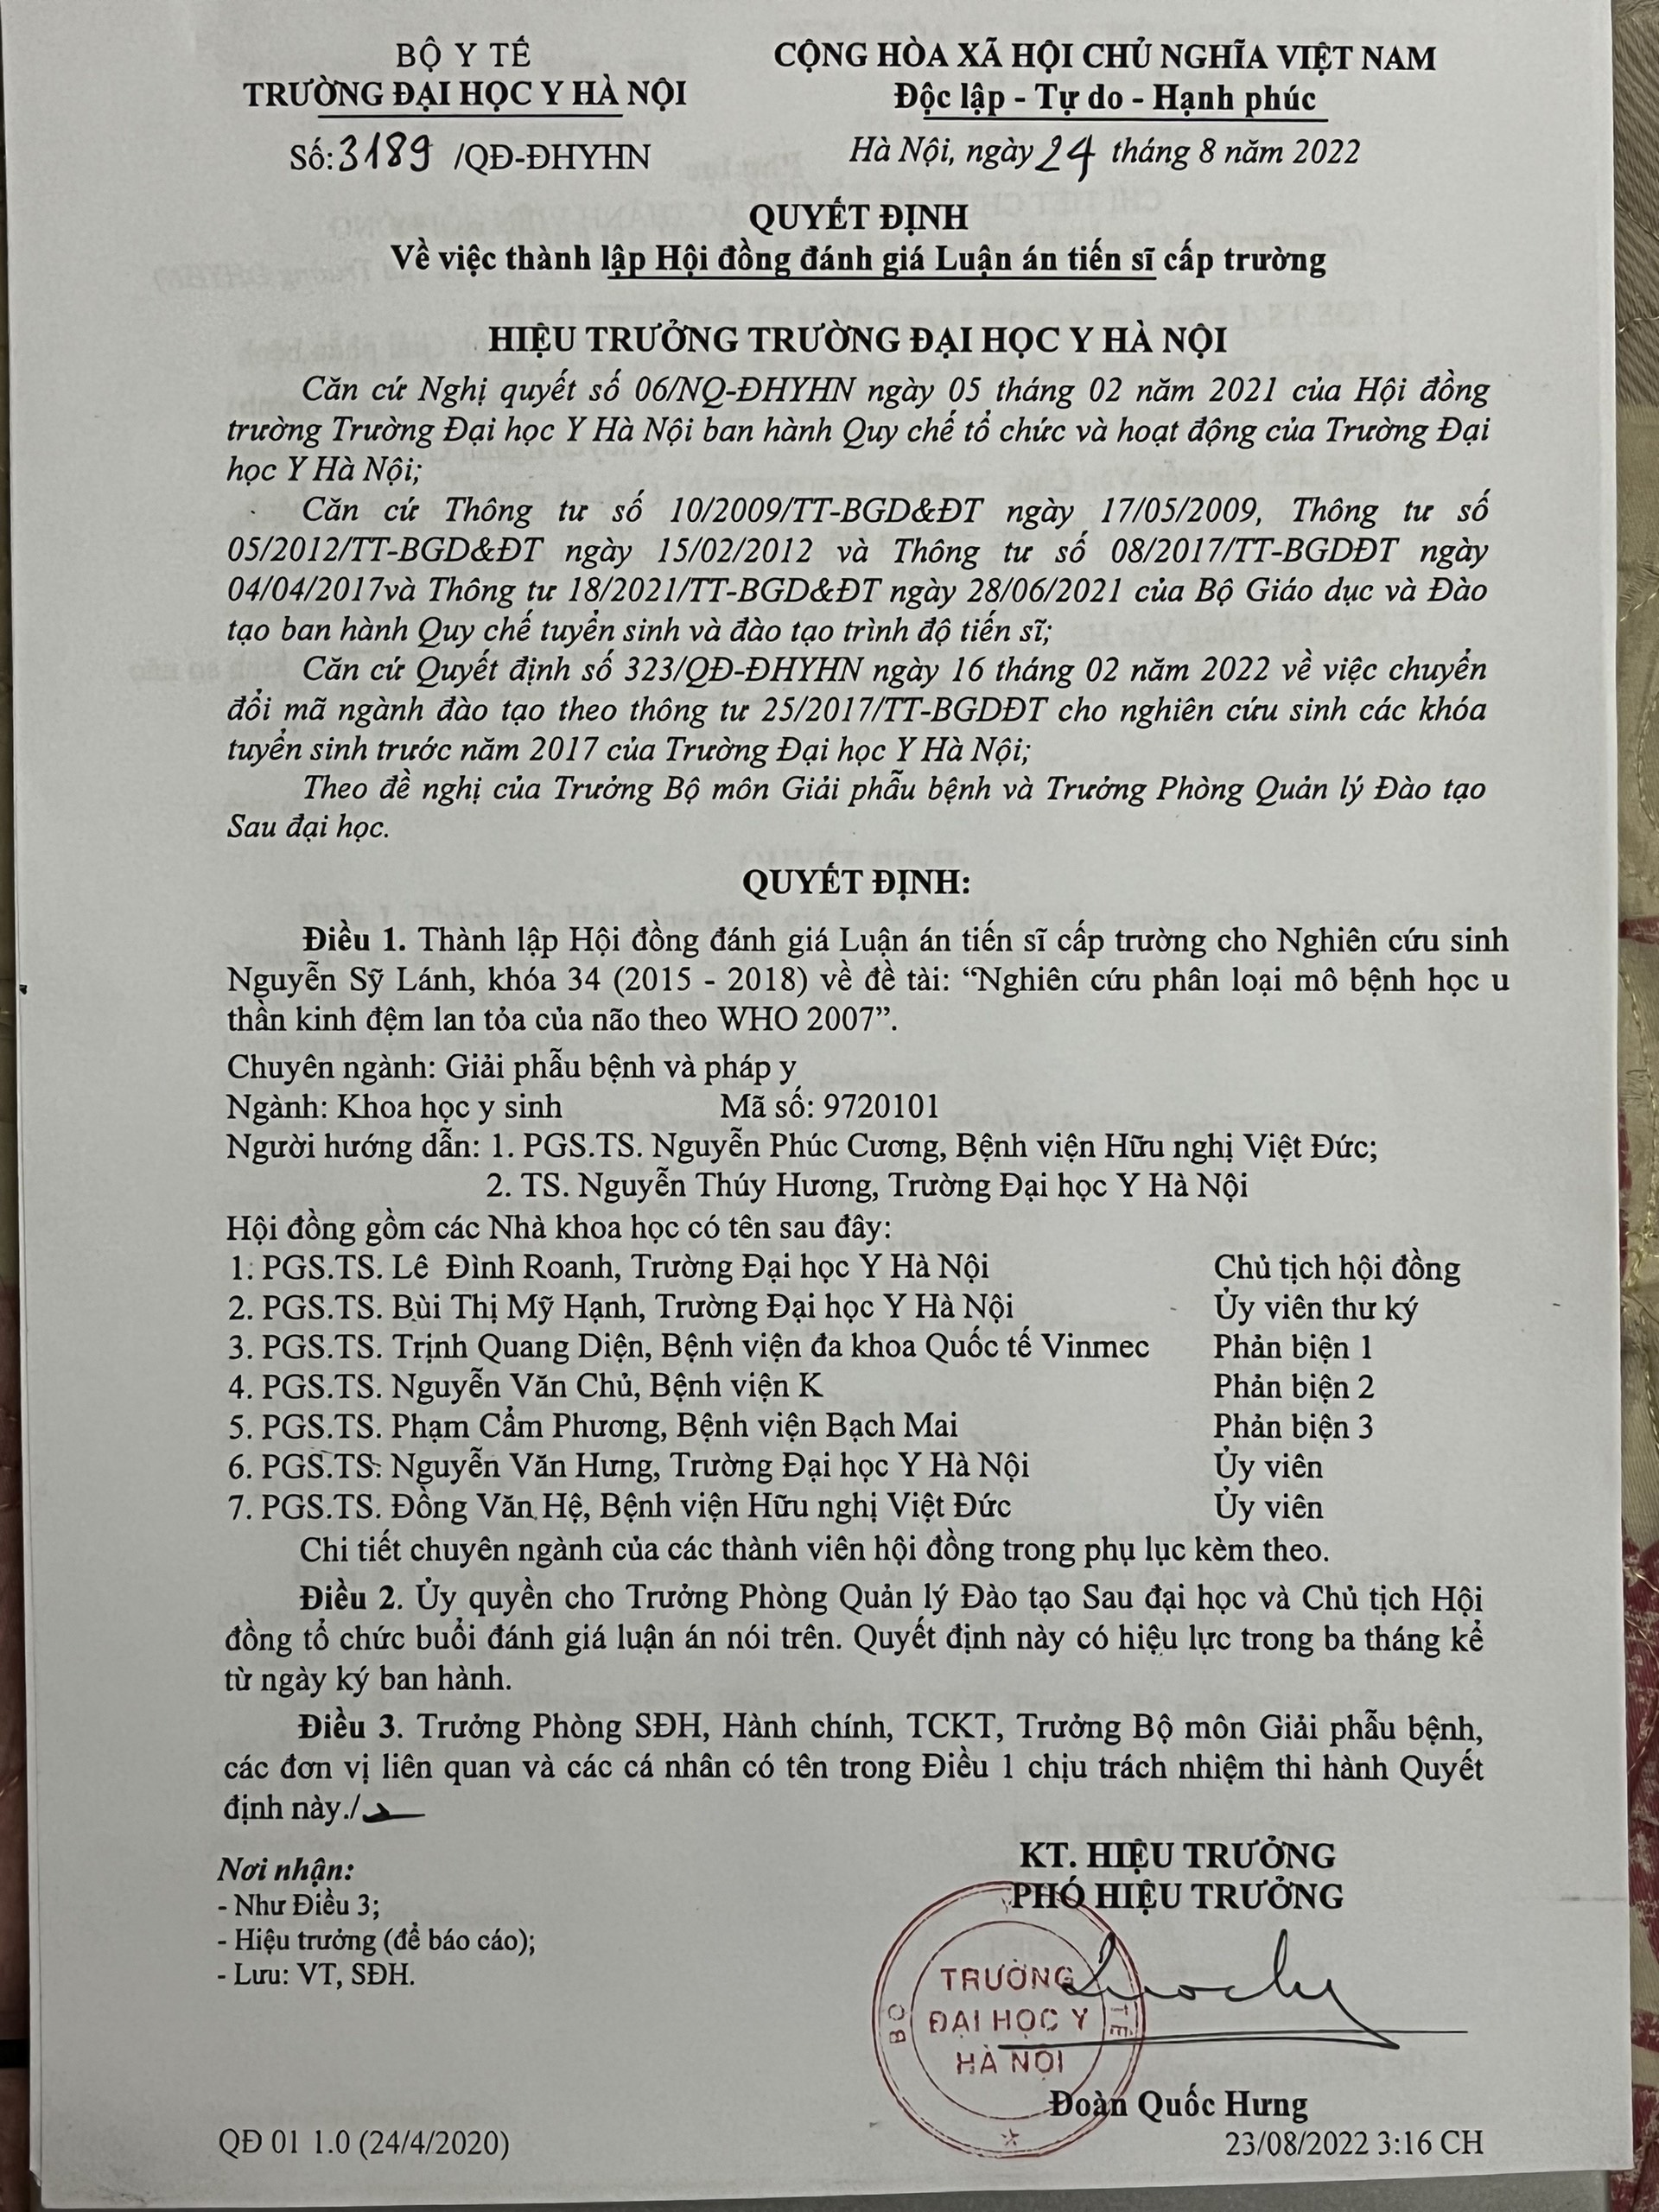 BỘ Y TẾ
TRƯỜNG ĐẠI HỌC Y HÀ NỘI
Số: 3189 /QĐ-ĐHYHN
CỘNG HÒA XÃ HỘI CHỦ NGHĨA VIỆT NAM
Độc lập - Tự do - Hạnh phúc
Hà Nội, ngày 24 tháng 8 năm 2022
QUYẾT ĐỊNH
Về việc thành lập Hội đồng đánh giá Luận án tiến sĩ cấp trường
HIỆU TRƯỞNG TRƯỜNG ĐẠI HỌC Y HÀ NỘI
Căn cứ Nghị quyết số 06/NQ-ĐHYHN ngày 05 tháng 02 năm 2021 của Hội đồng
trường Trường Đại học Y Hà Nội ban hành Quy chế tổ chức và hoạt động của Trường Đại
học Y Hà Nội;
Căn cứ Thông tư số 10/2009/TT-BGD&ĐT ngày 17/05/2009, Thông tư số
05/2012/TT-BGD&ĐT ngày 15/02/2012 và Thông tư số 08/2017/TT-BGDĐT ngày
04/04/2017và Thông tư 18/2021/TT-BGD&ĐT ngày 28/06/2021 của Bộ Giáo dục và Đào
tạo ban hành Quy chế tuyển sinh và đào tạo trình độ tiến sĩ;
Căn cứ Quyết định số 323/QĐ-ĐHYHN ngày 16 tháng 02 năm 2022 về việc chuyển
đổi mã ngành đào tạo theo thông tư 25/2017/TT-BGDĐT cho nghiên cứu sinh các khóa
tuyển sinh trước năm 2017 của Trường Đại học Y Hà Nội;
Theo đề nghị của Trưởng Bộ môn Giải phẫu bệnh và Trưởng Phòng Quản lý Đào tạo
Sau đại học.
QUYẾT ĐỊNH:
Điều 1. Thành lập Hội đồng đánh giá Luận án tiến sĩ cấp trường cho Nghiên cứu sinh
Nguyễn Sỹ Lánh, khóa 34 (2015 - 2018) về đề tài: “Nghiên cứu phân loại mô bệnh học u
thần kinh đệm lan tỏa của não theo WHO 2007”.
Chuyên ngành: Giải phẫu bệnh và pháp y
Ngành: Khoa học y sinh Mã số: 9720101
Người hướng dẫn: 1. PGS.TS. Nguyễn Phúc Cương, Bệnh viện Hữu nghị Việt Đức;
2. TS. Nguyễn Thúy Hương, Trường Đại học Y Hà Nội
Hội đồng gồm các Nhà khoa học có tên sau đây:
1. PGS.TS. Lê Đình Roanh, Trường Đại học Y Hà Nội Chủ tịch hội đồng
2. PGS.TS. Bùi Thị Mỹ Hạnh, Trường Đại học Y Hà Nội Ủy viên thư ký
3. PGS.TS. Trịnh Quang Diện, Bệnh viện đa khoa Quốc tế Vinmec Phản biện 1
4. PGS.TS. Nguyễn Văn Chủ, Bệnh viện K Phản biện 2
5. PGS.TS. Phạm Cẩm Phương, Bệnh viện Bạch Mai Phản biện 3
6. PGS.TS. Nguyễn Văn Hưng, Trường Đại học Y Hà Nội Ủy viên
7. PGS.TS. Đồng Văn Hệ, Bệnh viện Hữu nghị Việt Đức Ủy viên
Chi tiết chuyên ngành của các thành viên hội đồng trong phụ lục kèm theo.
Điều 2. Ủy quyền cho Trưởng Phòng Quản lý Đào tạo Sau đại học và Chủ tịch Hội
đồng tổ chức buổi đánh giá luận án nói trên. Quyết định này có hiệu lực trong ba tháng kể
từ ngày ký ban hành.
Điều 3. Trưởng Phòng SĐH, Hành chính, TCKT, Trưởng Bộ môn Giải phẫu bệnh,
các đơn vị liên quan và các cá nhân có tên trong Điều 1 chịu trách nhiệm thi hành Quyết
định này./
Nơi nhận:
- Như Điều 3;
- Hiệu trưởng (để báo cáo);
- Lưu: VT, SĐH.
KT. HIỆU TRƯỞNG
PHÓ HIỆU TRƯỞNG
BỘ Y TẾ
TRƯỜNG
ĐẠI HỌC Y
HÀ NỘI
Đoàn Quốc Hưng
QĐ 01 1.0 (24/4/2020)
23/08/2022 3:16 CH